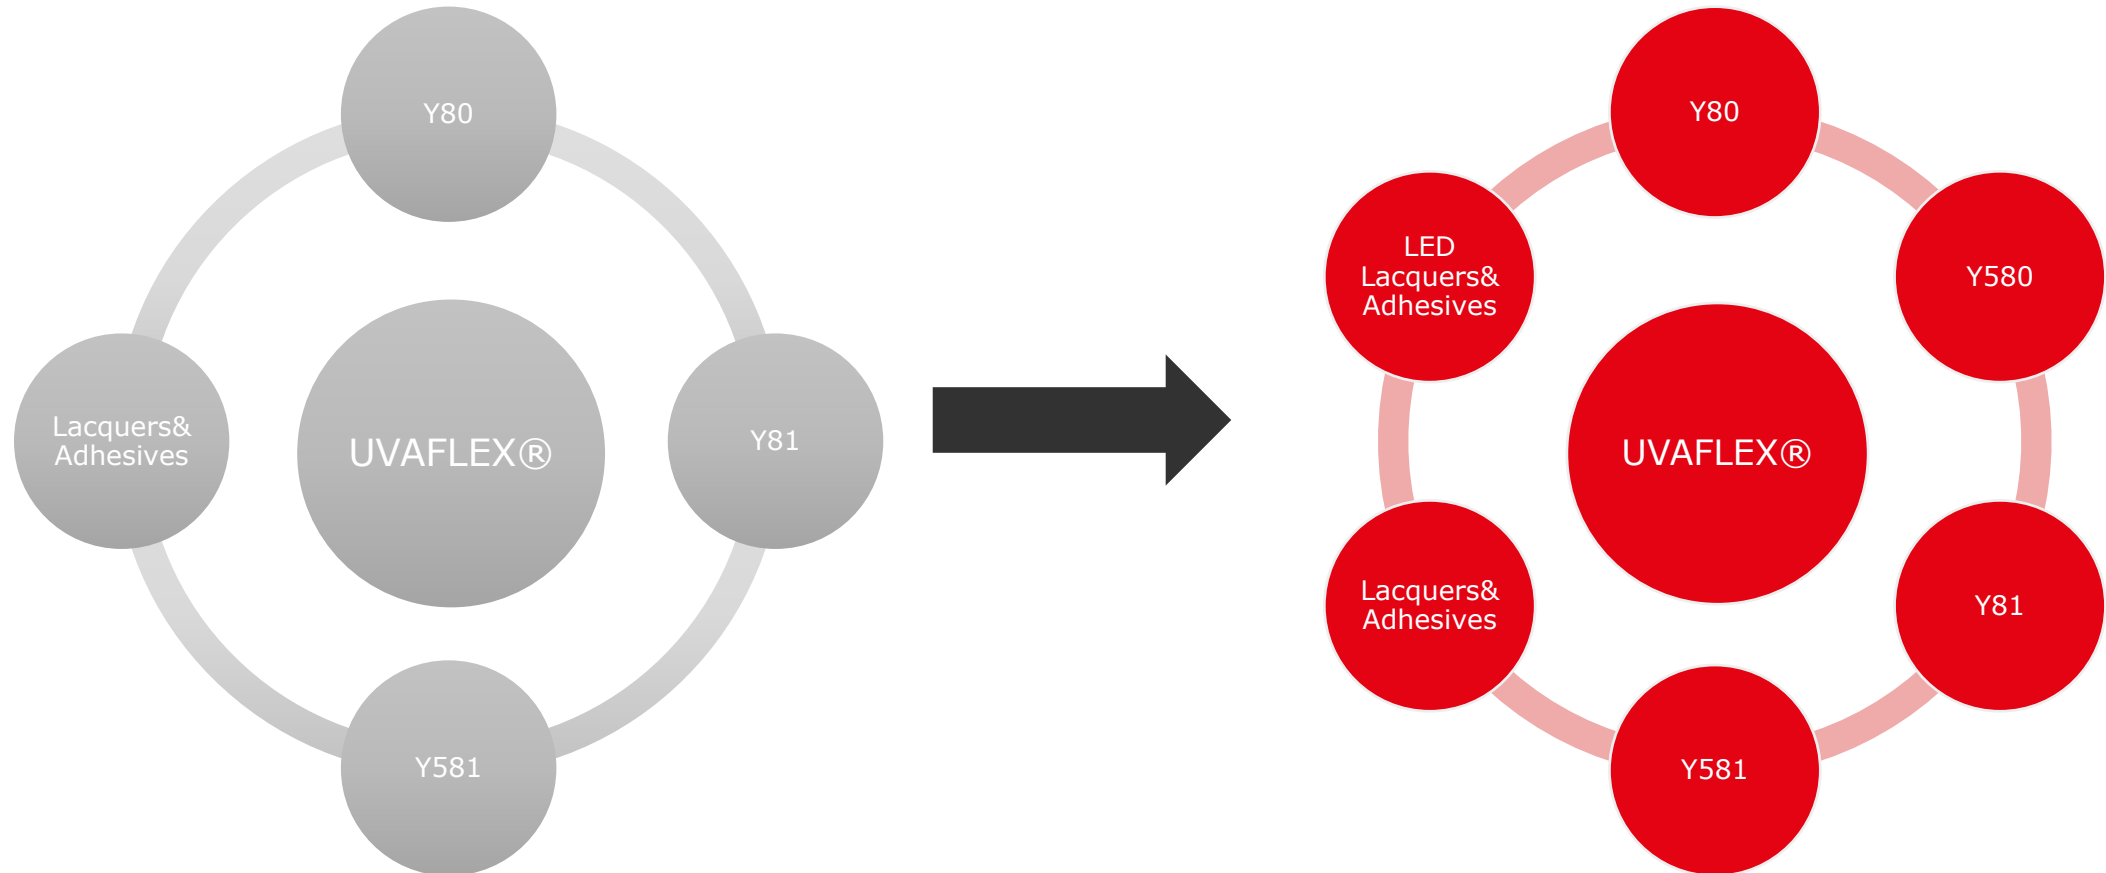 Y80
Lacquers&
Adhesives
UVAFLEX®
Y81
Y581
Y80
LED
Lacquers&
Adhesives
Y580
UVAFLEX®
Lacquers&
Adhesives
Y81
Y581